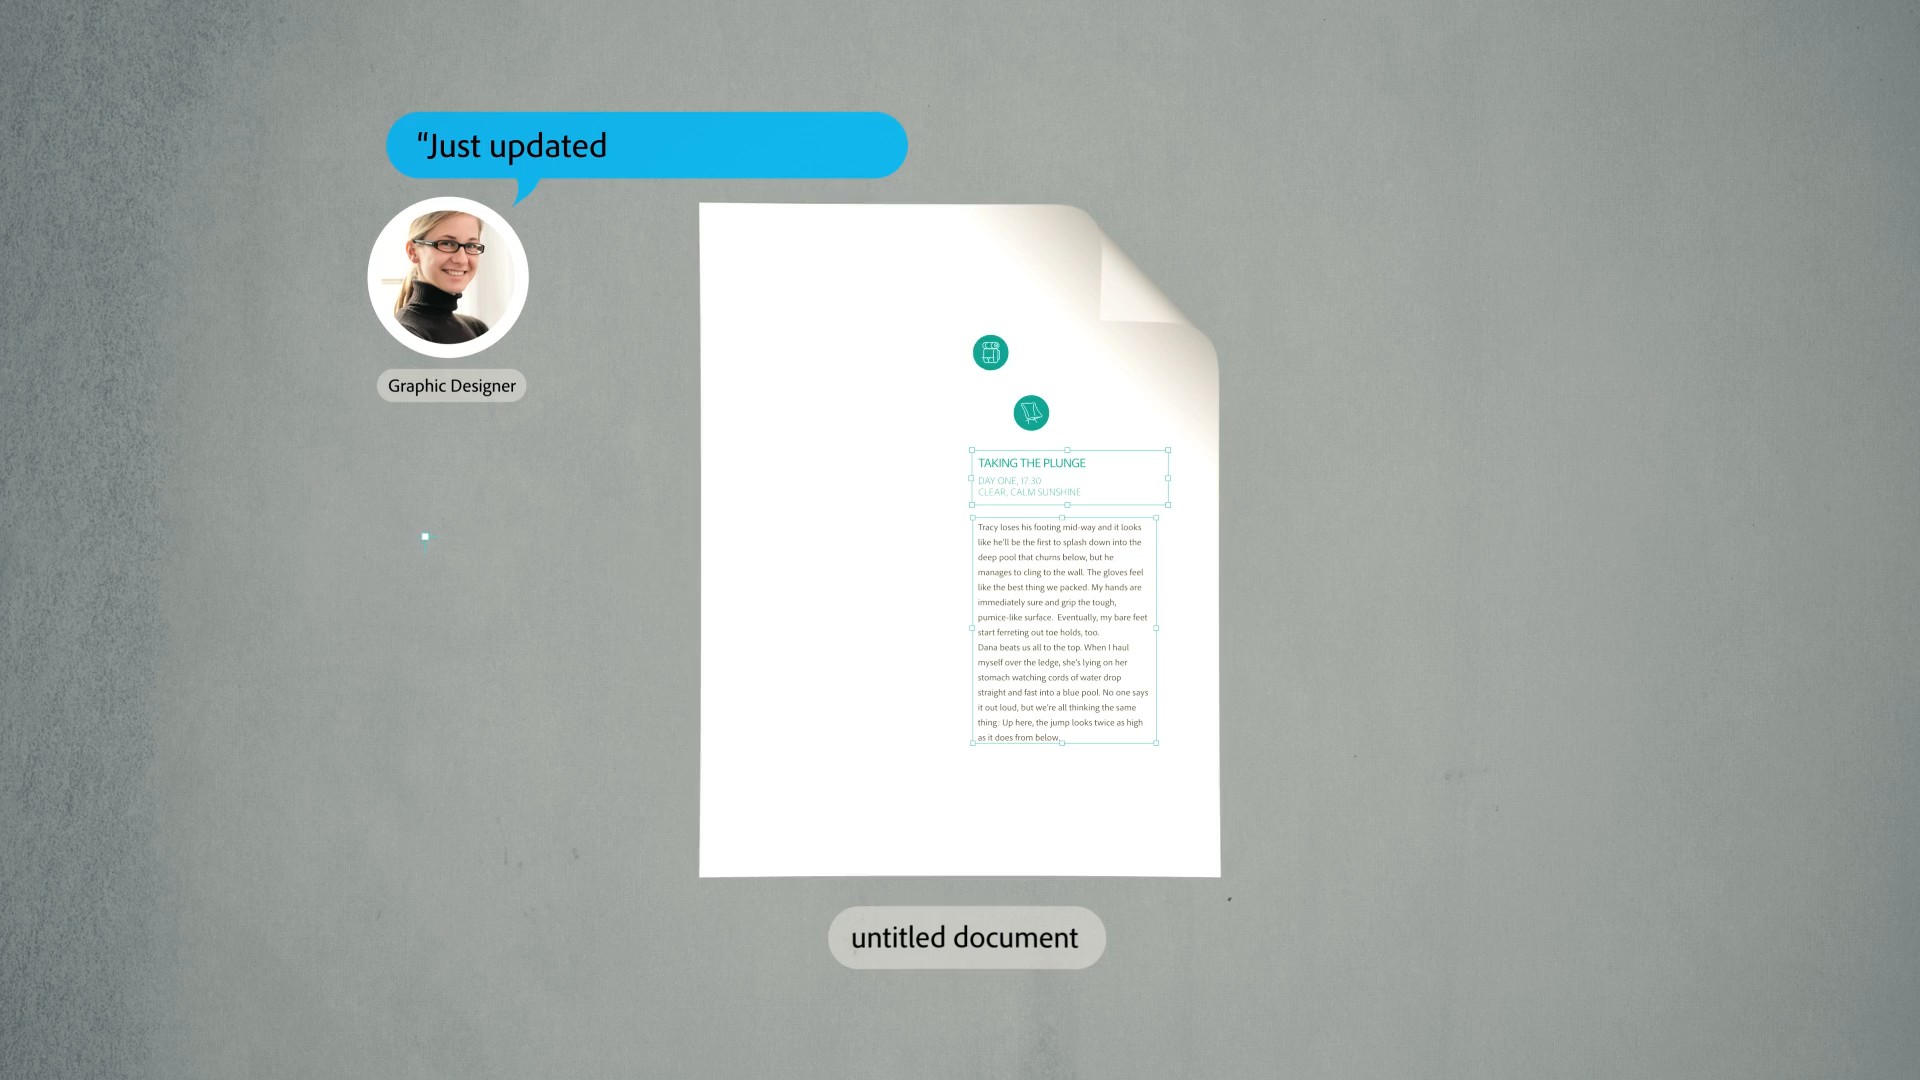 “Just updated
Graphic Designer
TAKING THE PLUNGE
DAY ONE, 17:30
CLEAR, CALM SUNSHINE
Tracy loses his footing mid-way and it looks
like he'll be the first to splash down into the
deep pool that churns below, but he
manages to cling to the wall. The gloves feel
like the best thing we packed. My hands are
immediately sure and grip the tough,
pumice-like surface.  Eventually, my bare feet
start ferreting out toe holds, too.
Dana beats us all to the top. When I haul
myself over the ledge, she's lying on her
stomach watching cords of water drop
straight and fast into a blue pool. No one says
it out loud, but we're all thinking the same
thing: Up here, the jump looks twice as high
as it does from below.
untitled document